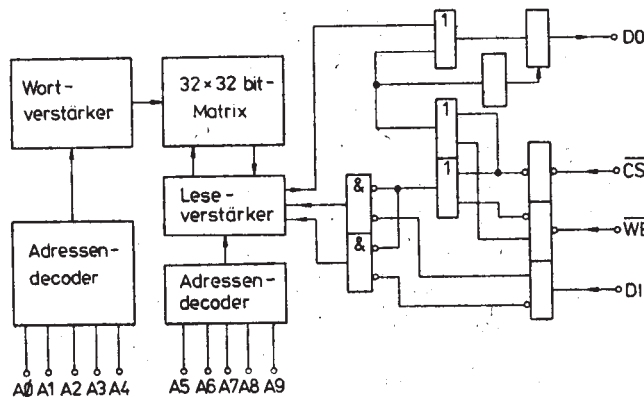 Wort-
verstärker
32×32 bit-
Matrix
Lese-
verstärker
Adressen-
decoder
Adressen-
decoder
A0 A1 A2 A3 A4
A5 A6 A7 A8 A9
1
1
1
&
&
DO
CS
WE
DI